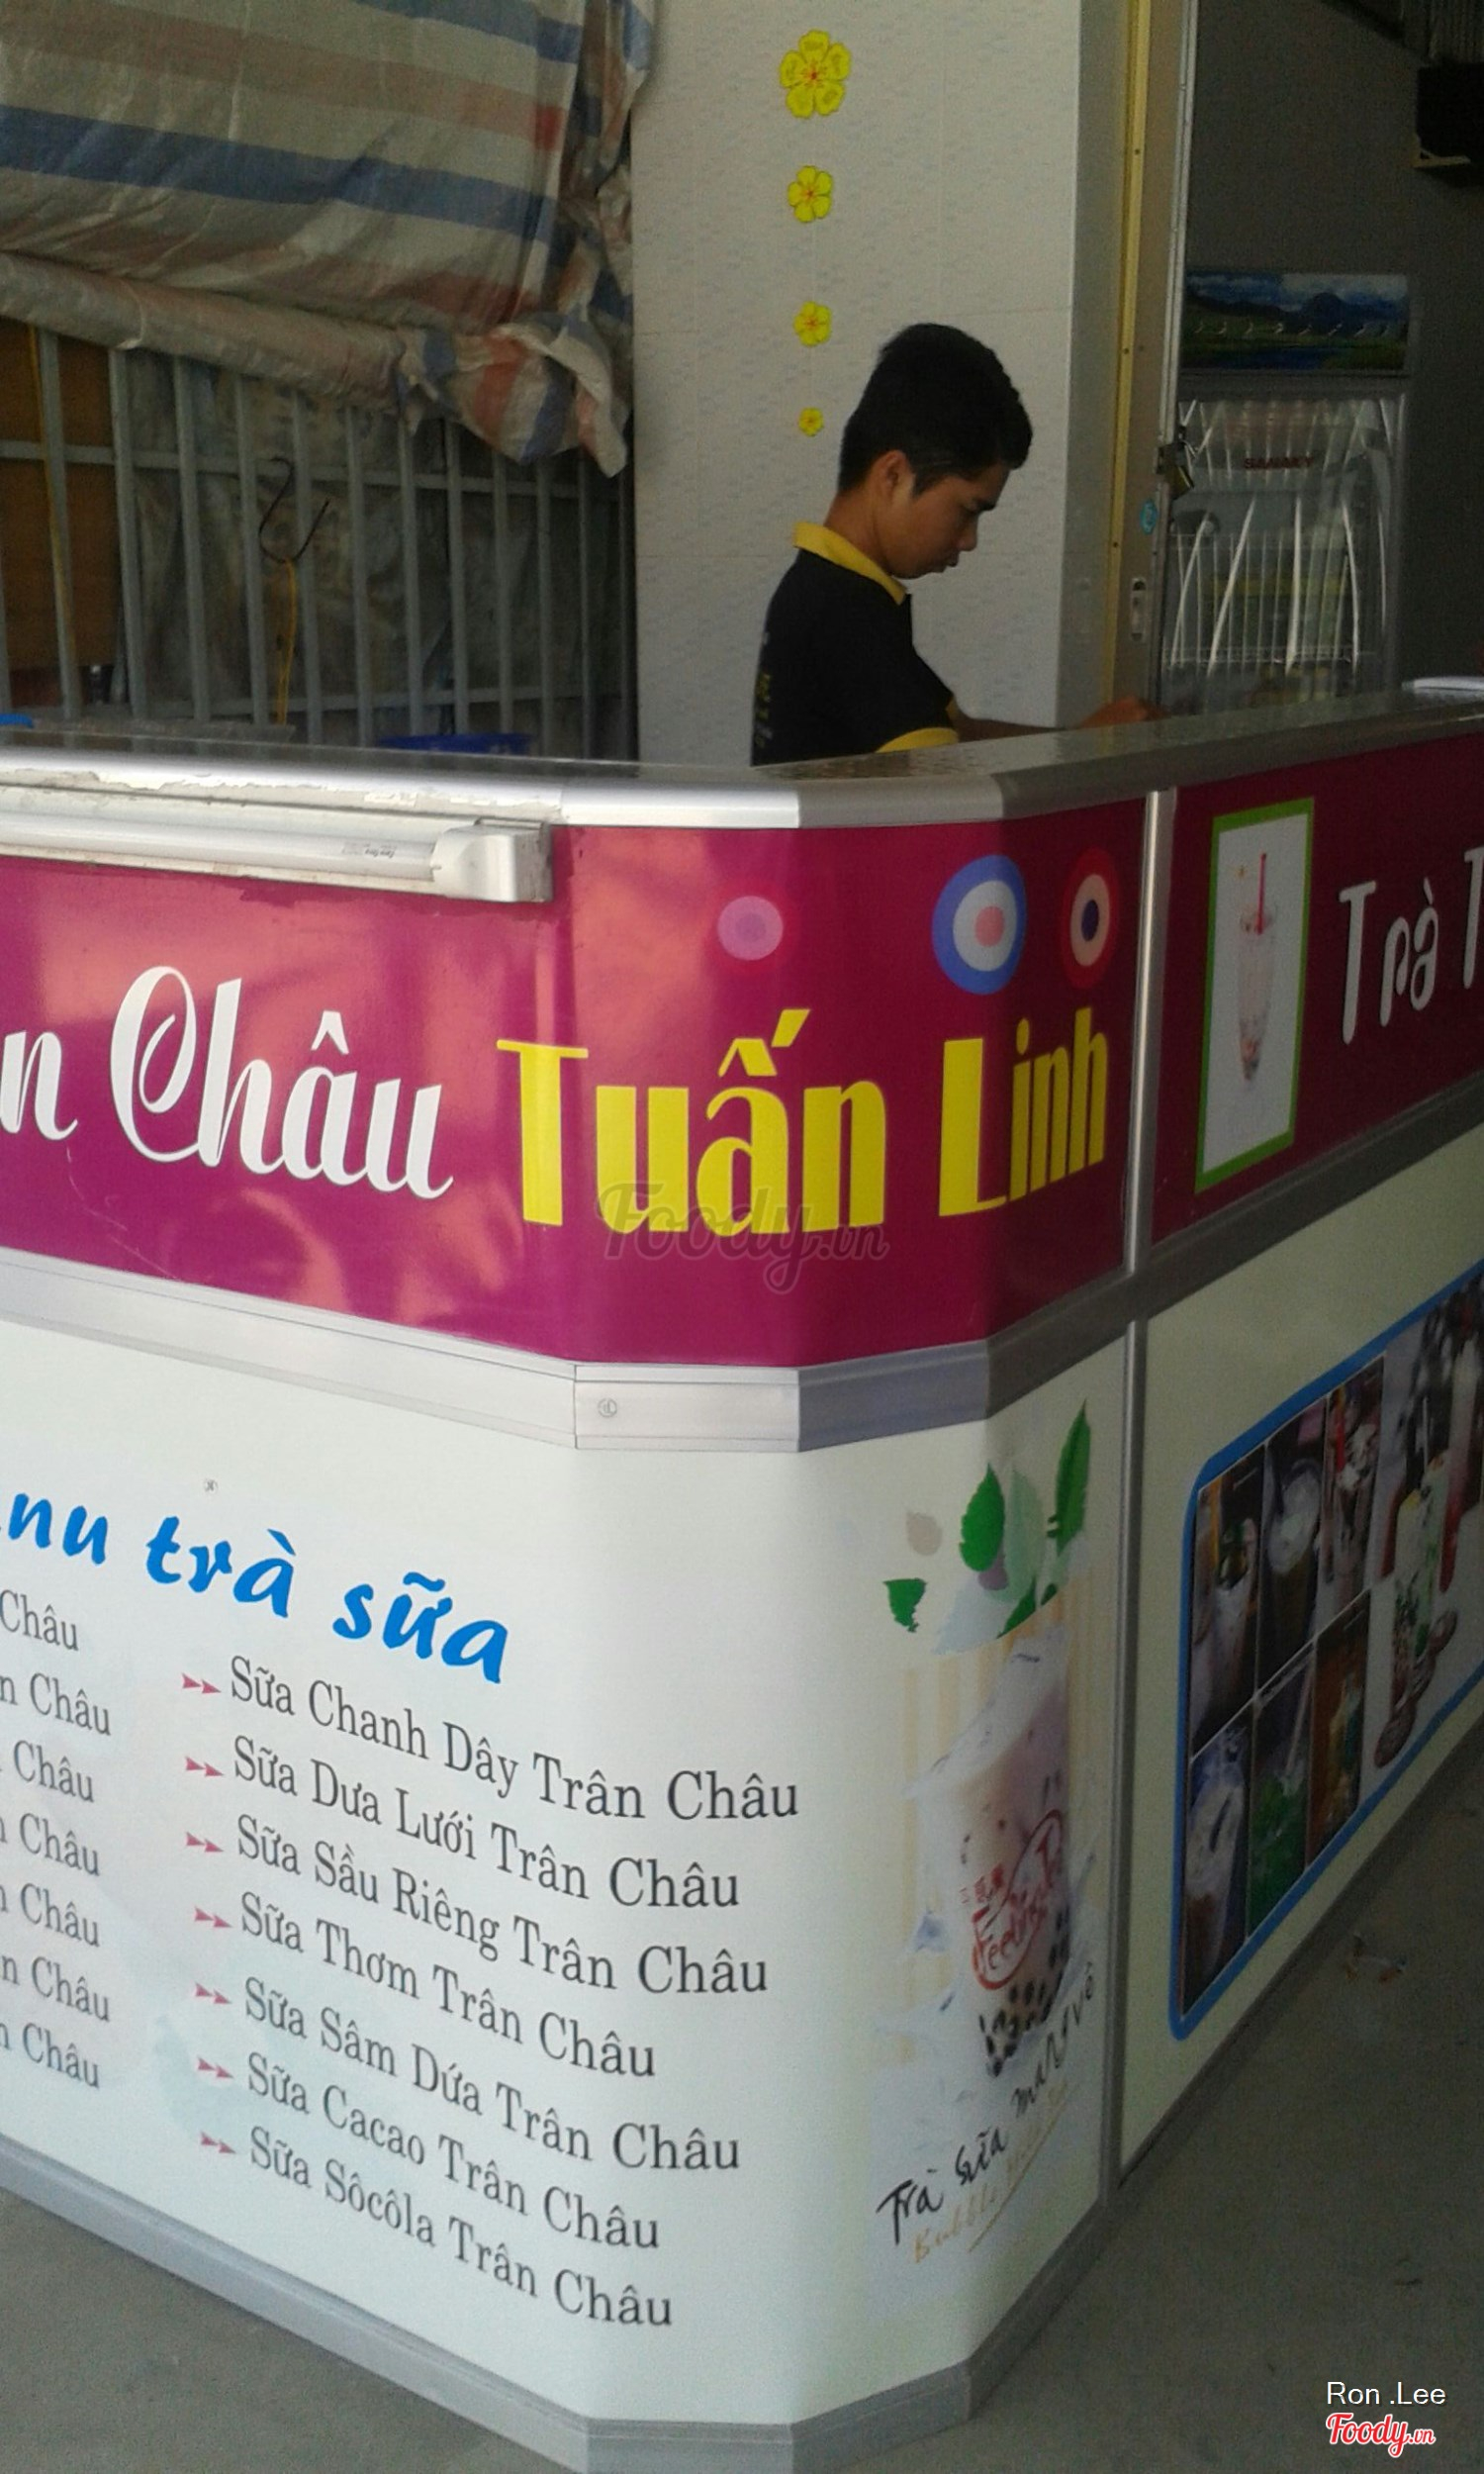 Châu Tuấn Linh
Trà
trà sữa
Châu
Châu
Châu
Châu
Châu
Châu
Châu
Sữa Chanh Dây Trân Châu
Sữa Dưa Lưới Trân Châu
Sữa Sầu Riêng Trân Châu
Sữa Thơm Trân Châu
Sữa Sâm Dứa Trân Châu
Sữa Cacao Trân Châu
Sữa Sôcôla Trân Châu
Trà sữa mang về
Foody.vn
Ron .Lee
Foody.vn